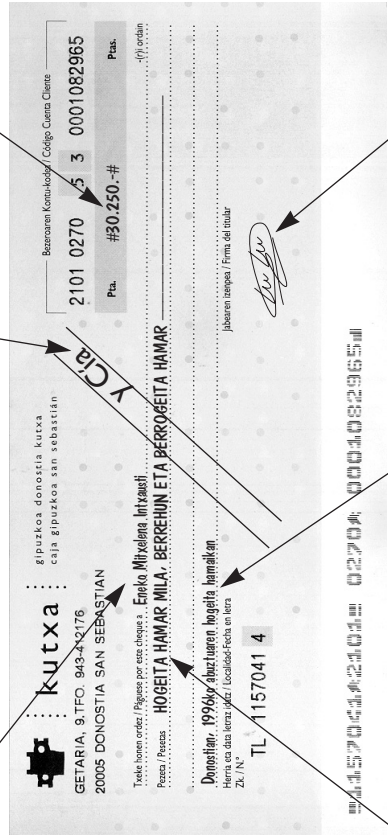 kutxa
gipuzkoa donostia kutxa
caja gipuzkoa san sebastián
GETARIA, 9, TFO. 943-412176
20005 DONOSTIA SAN SEBASTIAN
Bezeroaren Kontu-kodea / Código Cuenta Cliente
2101 0270 5 3 0001082965
Pta. #30.250.-# Ptas.
y Cía
Txeke honen ordez / Páguese por este cheque a Eneko Mitxelena Intxausti -(r)i ordain
Pezeta / Pesetas HOGEITA HAMAR MILA, BERREHUN ETA BERROGEITA HAMAR
Donostian, 1996ko abuztuaren hogeita hamaikan
Herria eta data letraz idatz / Localidad-Fecha en letra
Jabearen izenpea / Firma del titular
Zk. / N.º
TL 1157041 4